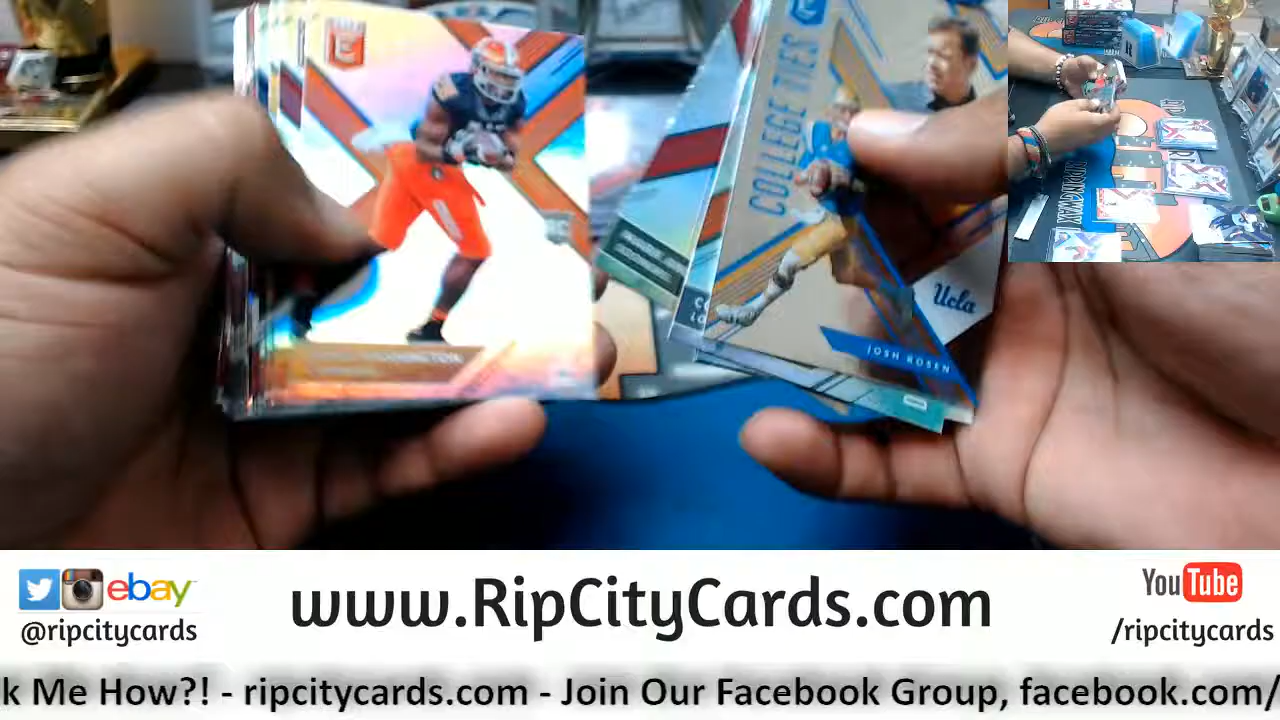 COLLEGE TIES
Ucla
JOSH ROSEN
ebay
@ripcitycards
www.RipCityCards.com
YouTube
/ripcitycards
k Me How?! - ripcitycards.com - Join Our Facebook Group, facebook.com/